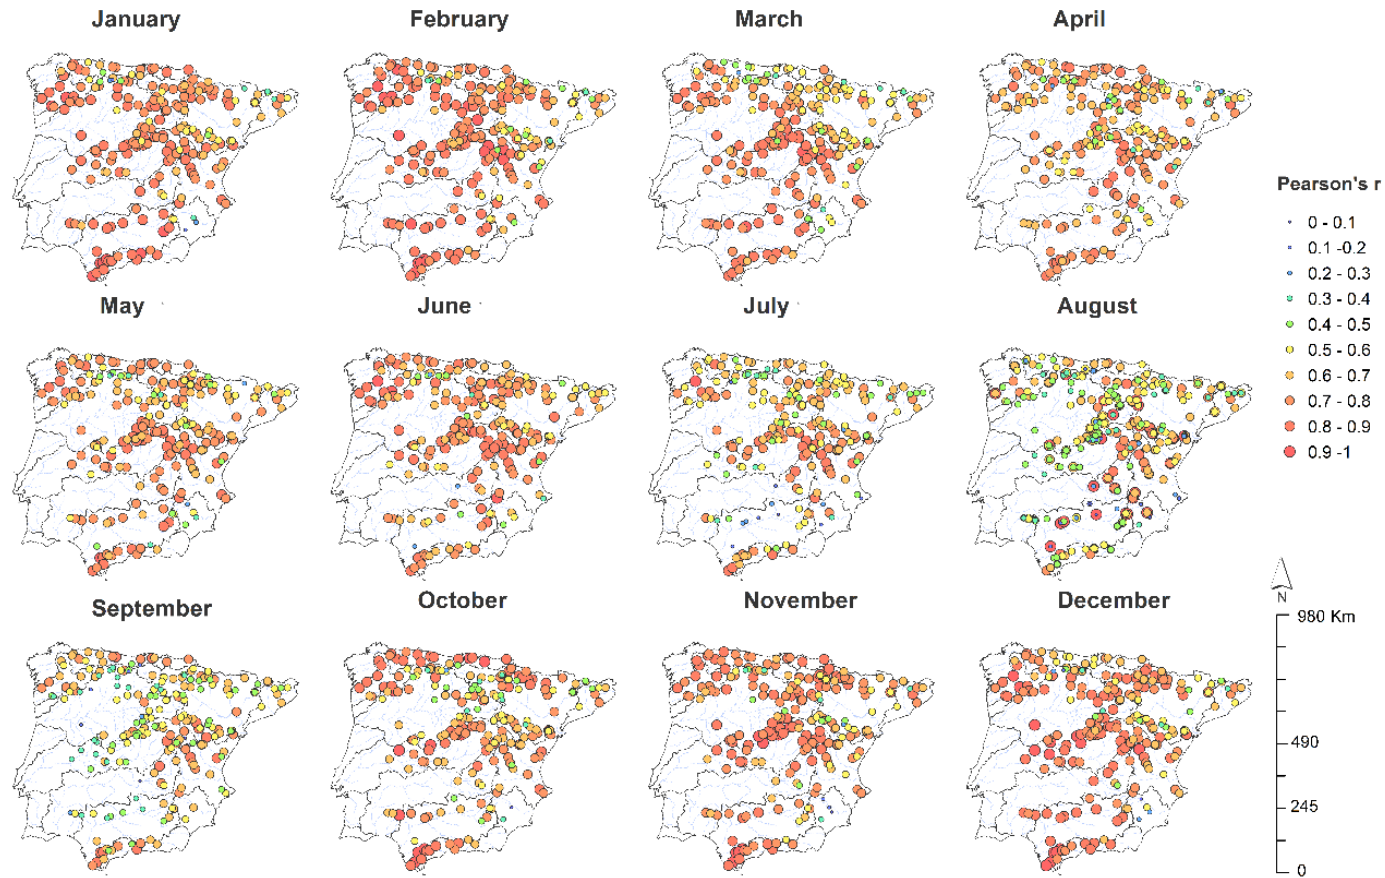 January
February
March
April
Pearson's r
0 - 0.1
0.1 -0.2
0.2 - 0.3
0.3 - 0.4
0.4 - 0.5
0.5 - 0.6
0.6 - 0.7
0.7 - 0.8
0.8 - 0.9
0.9 -1
May
June
July
August
N
980 Km
490
245
0
September
October
November
December